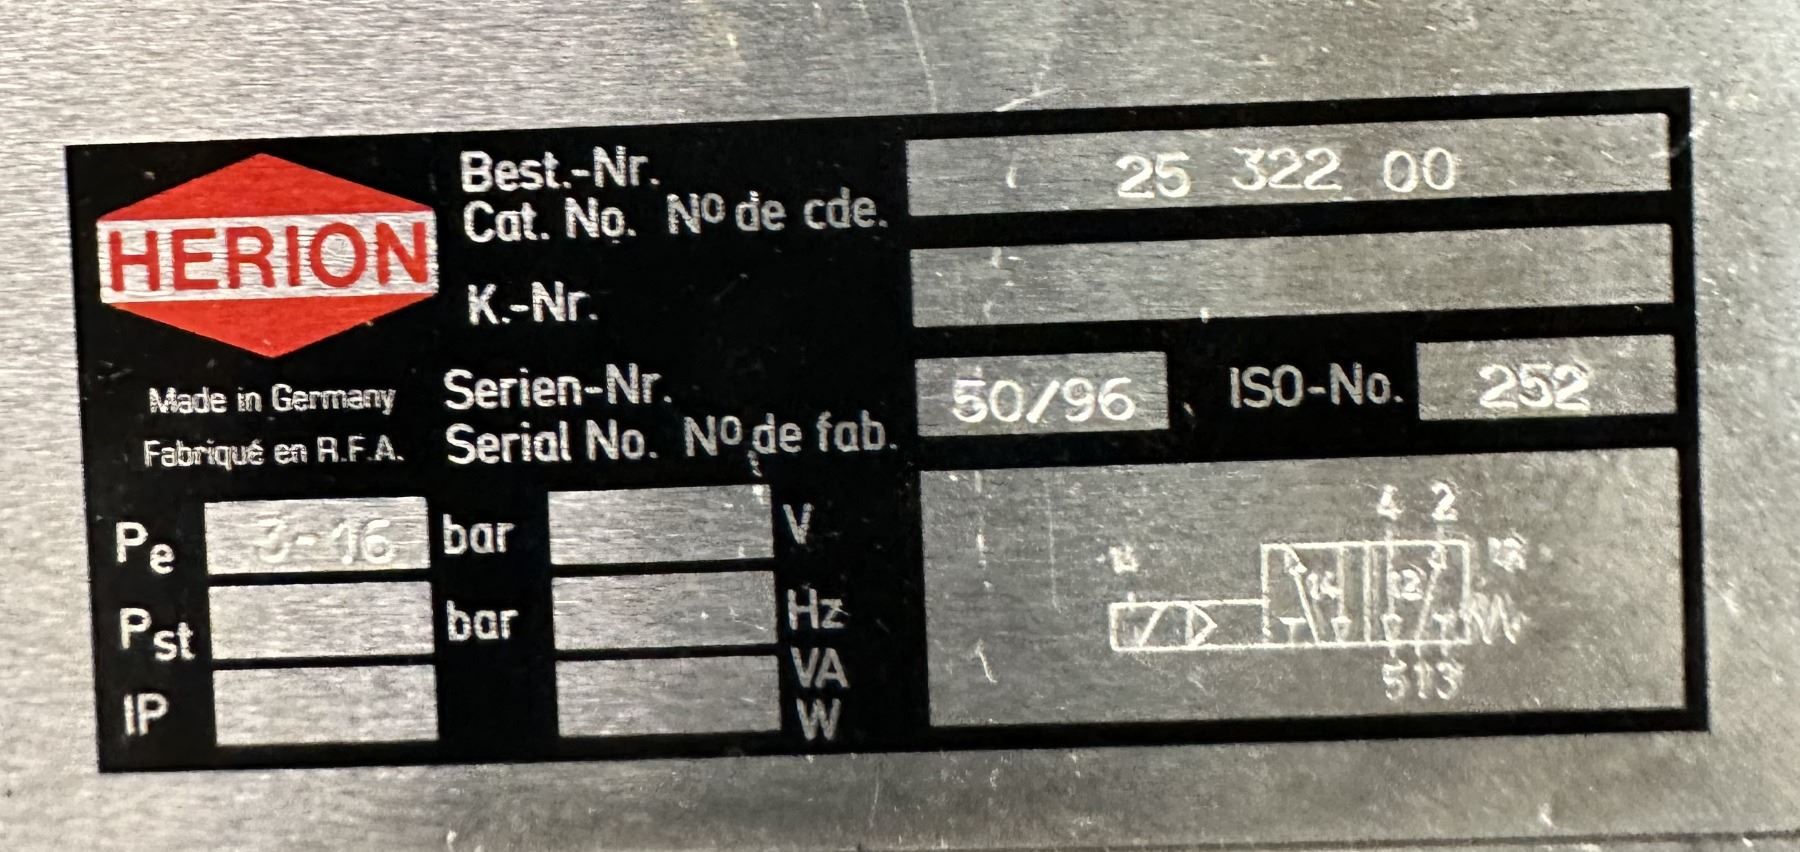 HERION
Best.-Nr.
Cat. No. Nº de cde.
25 322 00
K.-Nr.
Made in Germany
Fabriqué en R.F.A.
Serien-Nr.
Serial No. Nº de fab.
50/96
ISO-No. 252
Pe 3-16 bar V
Pst bar Hz
VA
IP W
4 2
14 12
513